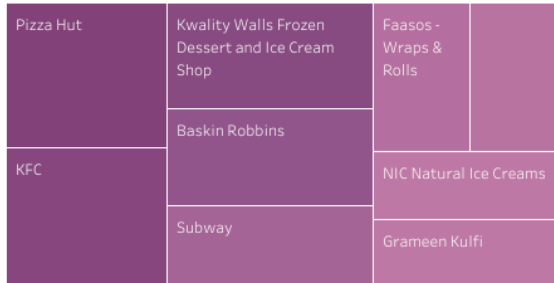 Pizza Hut
KFC
Kwality Walls Frozen
Dessert and Ice Cream
Shop
Baskin Robbins
Subway
Faasos -
Wraps &
Rolls
NIC Natural Ice Creams
Grameen Kulfi